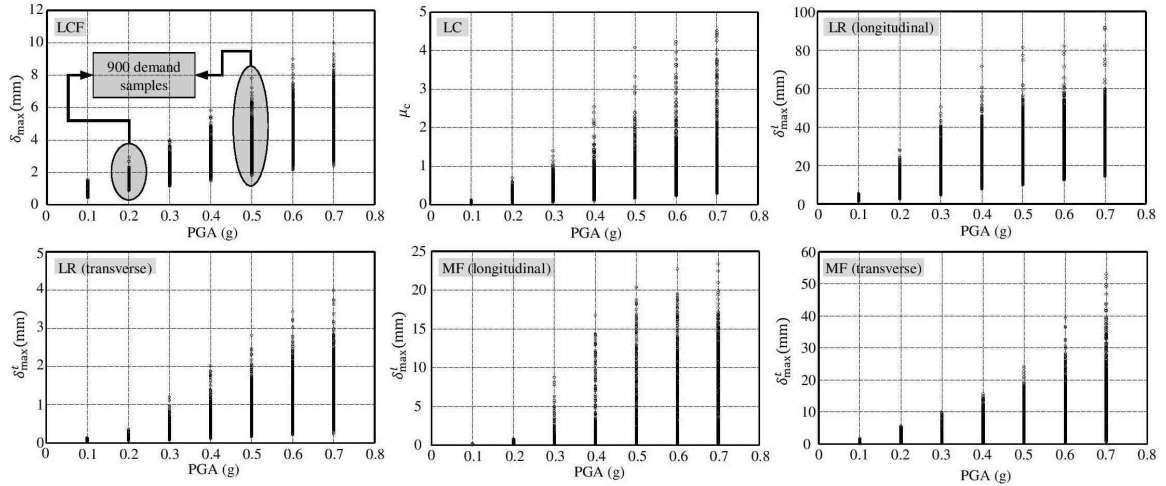 LCF
900 demand
samples
12
10
8
6
4
2
0
δmax (mm)
0 0.1 0.2 0.3 0.4 0.5 0.6 0.7 0.8
PGA (g)
LC
5
4
3
2
1
0
μc
0 0.1 0.2 0.3 0.4 0.5 0.6 0.7 0.8
PGA (g)
LR (longitudinal)
100
80
60
40
20
0
δˡmax (mm)
0 0.1 0.2 0.3 0.4 0.5 0.6 0.7 0.8
PGA (g)
LR (transverse)
5
4
3
2
1
0
δᵗmax (mm)
0 0.1 0.2 0.3 0.4 0.5 0.6 0.7 0.8
PGA (g)
MF (longitudinal)
25
20
15
10
5
0
δˡmax (mm)
0 0.1 0.2 0.3 0.4 0.5 0.6 0.7 0.8
PGA (g)
MF (transverse)
60
50
40
30
20
10
0
δᵗmax (mm)
0 0.1 0.2 0.3 0.4 0.5 0.6 0.7 0.8
PGA (g)